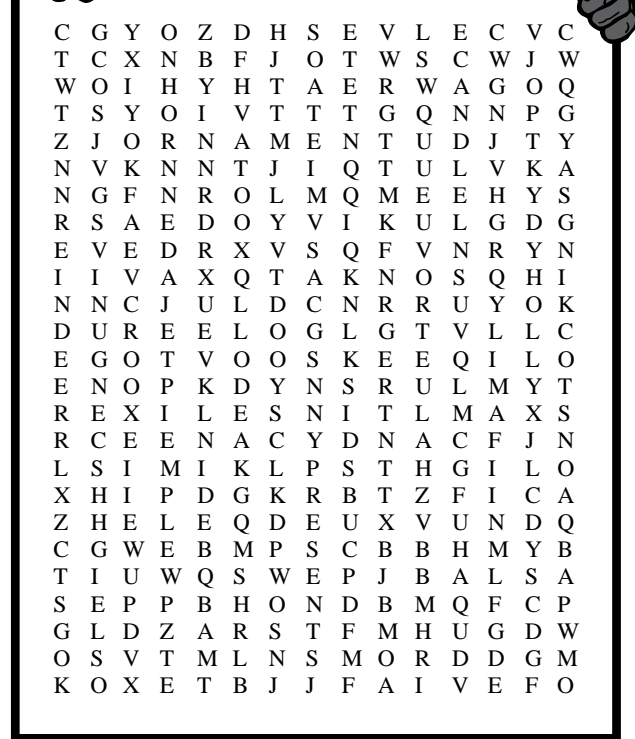 C G Y O Z D H S E V L E C V C
T C X N B F J O T W S C W J W
W O I H Y H T A E R W A G O Q
T S Y O I V T T T G Q N N P G
Z J O R N A M E N T U D J T Y
N V K N N T J I Q T U L V K A
N G F N R O L M Q M E E H Y S
R S A E D O Y V I K U L G D G
E V E D R X V S Q F V N R Y N
I I V A X Q T A K N O S Q H I
N N C J U L D C N R R U Y O K
D U R E E L O G L G T V L L C
E G O T V O O S K E E Q I L O
E N O P K D Y N S R U L M Y T
R E X I L E S N I T L M A X S
R C E E N A C Y D N A C F J N
L S I M I K L P S T H G I L O
X H I P D G K R B T Z F I C A
Z H E L E Q D E U X V U N D Q
C G W E B M P S C B B H M Y B
T I U W Q S W E P J B A L S A
S E P P B H O N D B M Q F C P
G L D Z A R S T F M H U G D W
O S V T M L N S M O R D D G M
K O X E T B J J F A I V E F O